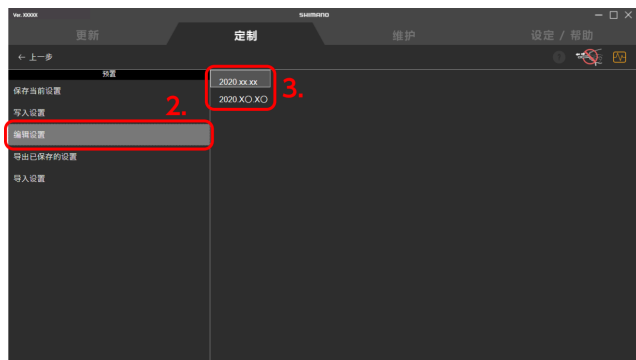 Ver. XXXXX
SHIMANO
更新
定制
维护
设定 / 帮助
← 上一步
预置
保存当前设置
写入设置
2.
编辑设置
导出已保存的设置
导入设置
2020 xx xx
2020 X○ X○
3.